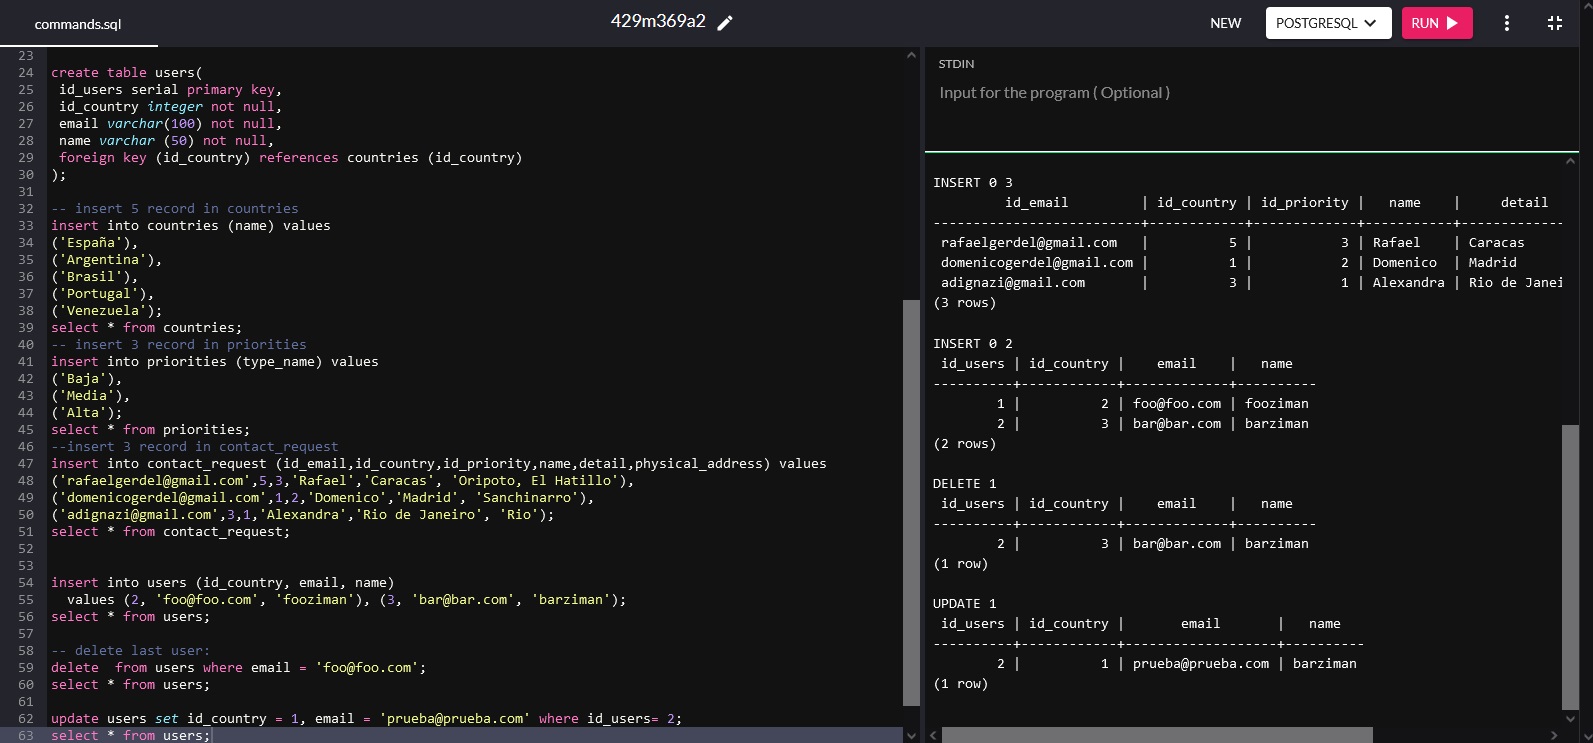 commands.sql
429m369a2
NEW
POSTGRESQL
RUN
23
24 create table users(
25  id_users serial primary key,
26  id_country integer not null,
27  email varchar(100) not null,
28  name varchar (50) not null,
29  foreign key (id_country) references countries (id_country)
30 );
31
32 -- insert 5 record in countries
33 insert into countries (name) values
34 ('España'),
35 ('Argentina'),
36 ('Brasil'),
37 ('Portugal'),
38 ('Venezuela');
39 select * from countries;
40 -- insert 3 record in priorities
41 insert into priorities (type_name) values
42 ('Baja'),
43 ('Media'),
44 ('Alta');
45 select * from priorities;
46 --insert 3 record in contact_request
47 insert into contact_request (id_email,id_country,id_priority,name,detail,physical_address) values
48 ('rafaelgerdel@gmail.com',5,3,'Rafael','Caracas', 'Oripoto, El Hatillo'),
49 ('domenicogerdel@gmail.com',1,2,'Domenico','Madrid', 'Sanchinarro'),
50 ('adignazi@gmail.com',3,1,'Alexandra','Rio de Janeiro', 'Rio');
51 select * from contact_request;
52
53
54 insert into users (id_country, email, name)
55   values (2, 'foo@foo.com', 'fooziman'), (3, 'bar@bar.com', 'barziman');
56 select * from users;
57
58 -- delete last user:
59 delete  from users where email = 'foo@foo.com';
60 select * from users;
61
62 update users set id_country = 1, email = 'prueba@prueba.com' where id_users= 2;
63 select * from users;
STDIN
Input for the program ( Optional )
INSERT 0 3
         id_email         | id_country | id_priority |   name    |     detail
--------------------------+------------+-------------+-----------+------------
 rafaelgerdel@gmail.com   |          5 |           3 | Rafael    | Caracas
 domenicogerdel@gmail.com |          1 |           2 | Domenico  | Madrid
 adignazi@gmail.com       |          3 |           1 | Alexandra | Rio de Janei
(3 rows)
INSERT 0 2
 id_users | id_country |    email    |   name
----------+------------+-------------+----------
        1 |          2 | foo@foo.com | fooziman
        2 |          3 | bar@bar.com | barziman
(2 rows)
DELETE 1
 id_users | id_country |    email    |   name
----------+------------+-------------+----------
        2 |          3 | bar@bar.com | barziman
(1 row)
UPDATE 1
 id_users | id_country |       email       |   name
----------+------------+-------------------+----------
        2 |          1 | prueba@prueba.com | barziman
(1 row)